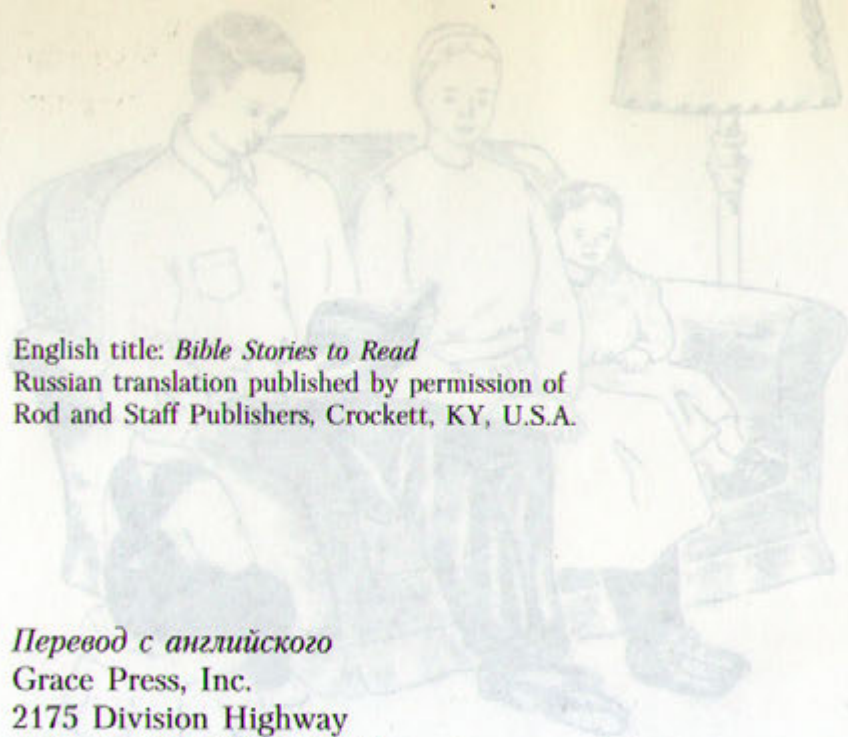 English title: Bible Stories to Read
Russian translation published by permission of
Rod and Staff Publishers, Crockett, KY, U.S.A.
Перевод с английского
Grace Press, Inc.
2175 Division Highway